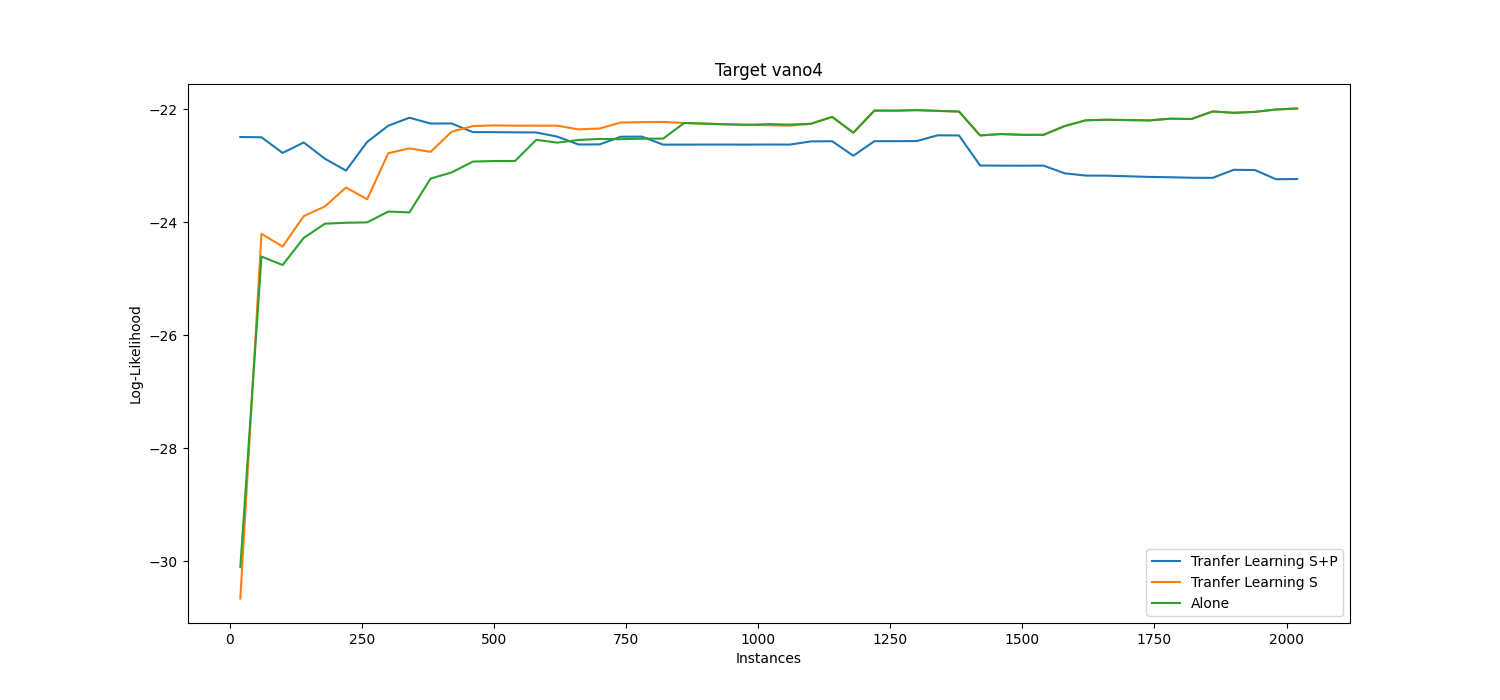 Target vano4
−22
−24
−26
−28
−30
Log-Likelihood
0
250
500
750
1000
1250
1500
1750
2000
Instances
Tranfer Learning S+P
Tranfer Learning S
Alone